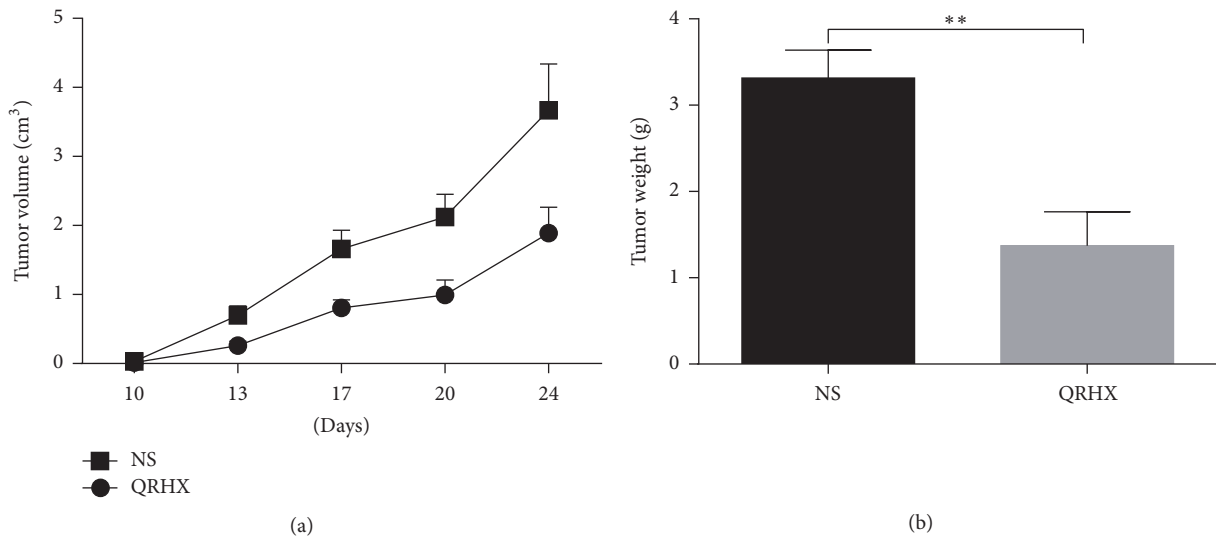 Tumor volume (cm³)
5
4
3
2
1
0
10 13 17 20 24
(Days)
NS
QRHX
(a)
Tumor weight (g)
4
3
2
1
0
**
NS QRHX
(b)